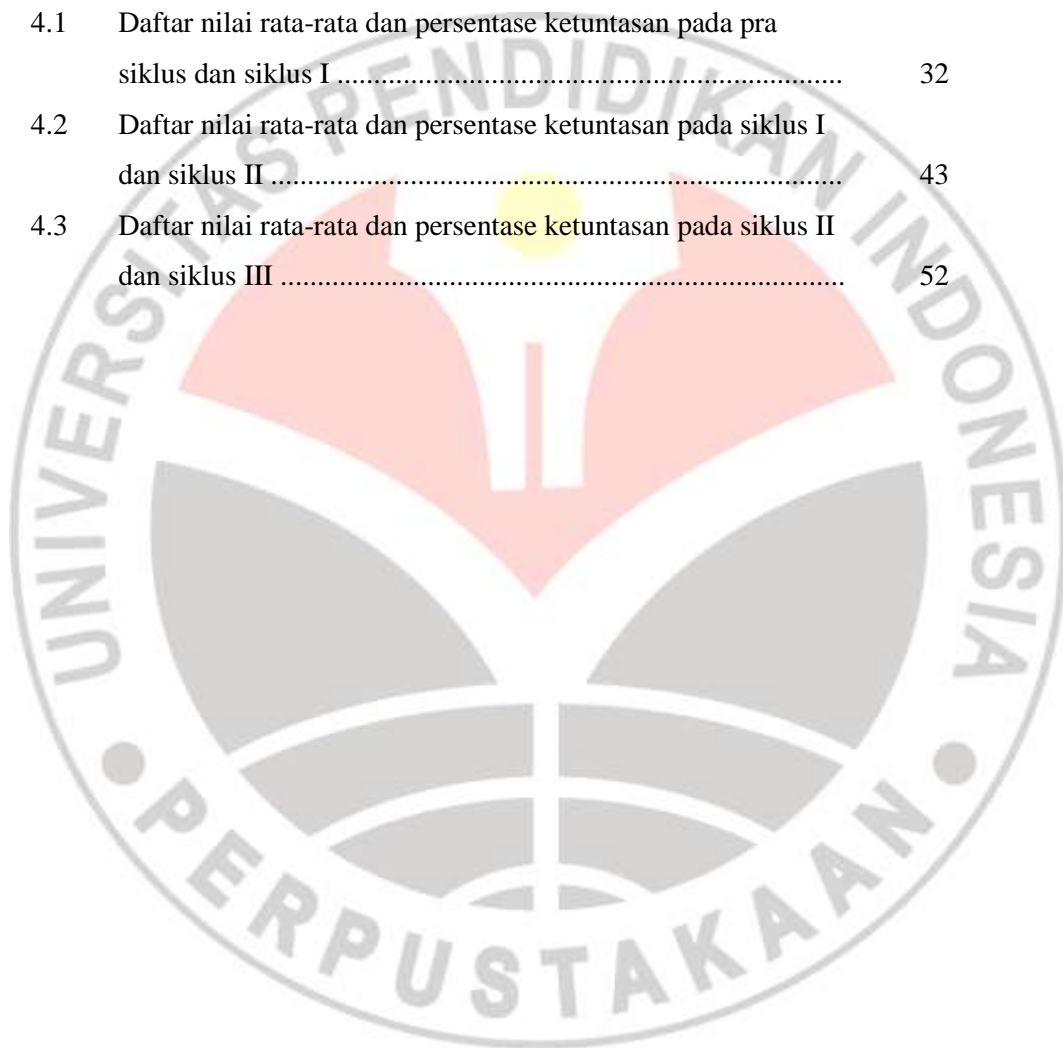 4.1 Daftar nilai rata-rata dan persentase ketuntasan pada pra
siklus dan siklus I ..................................................................... 32
4.2 Daftar nilai rata-rata dan persentase ketuntasan pada siklus I
dan siklus II .............................................................................. 43
4.3 Daftar nilai rata-rata dan persentase ketuntasan pada siklus II
dan siklus III ............................................................................. 52
UNIVERSITAS PENDIDIKAN INDONESIA
PERPUSTAKAAN